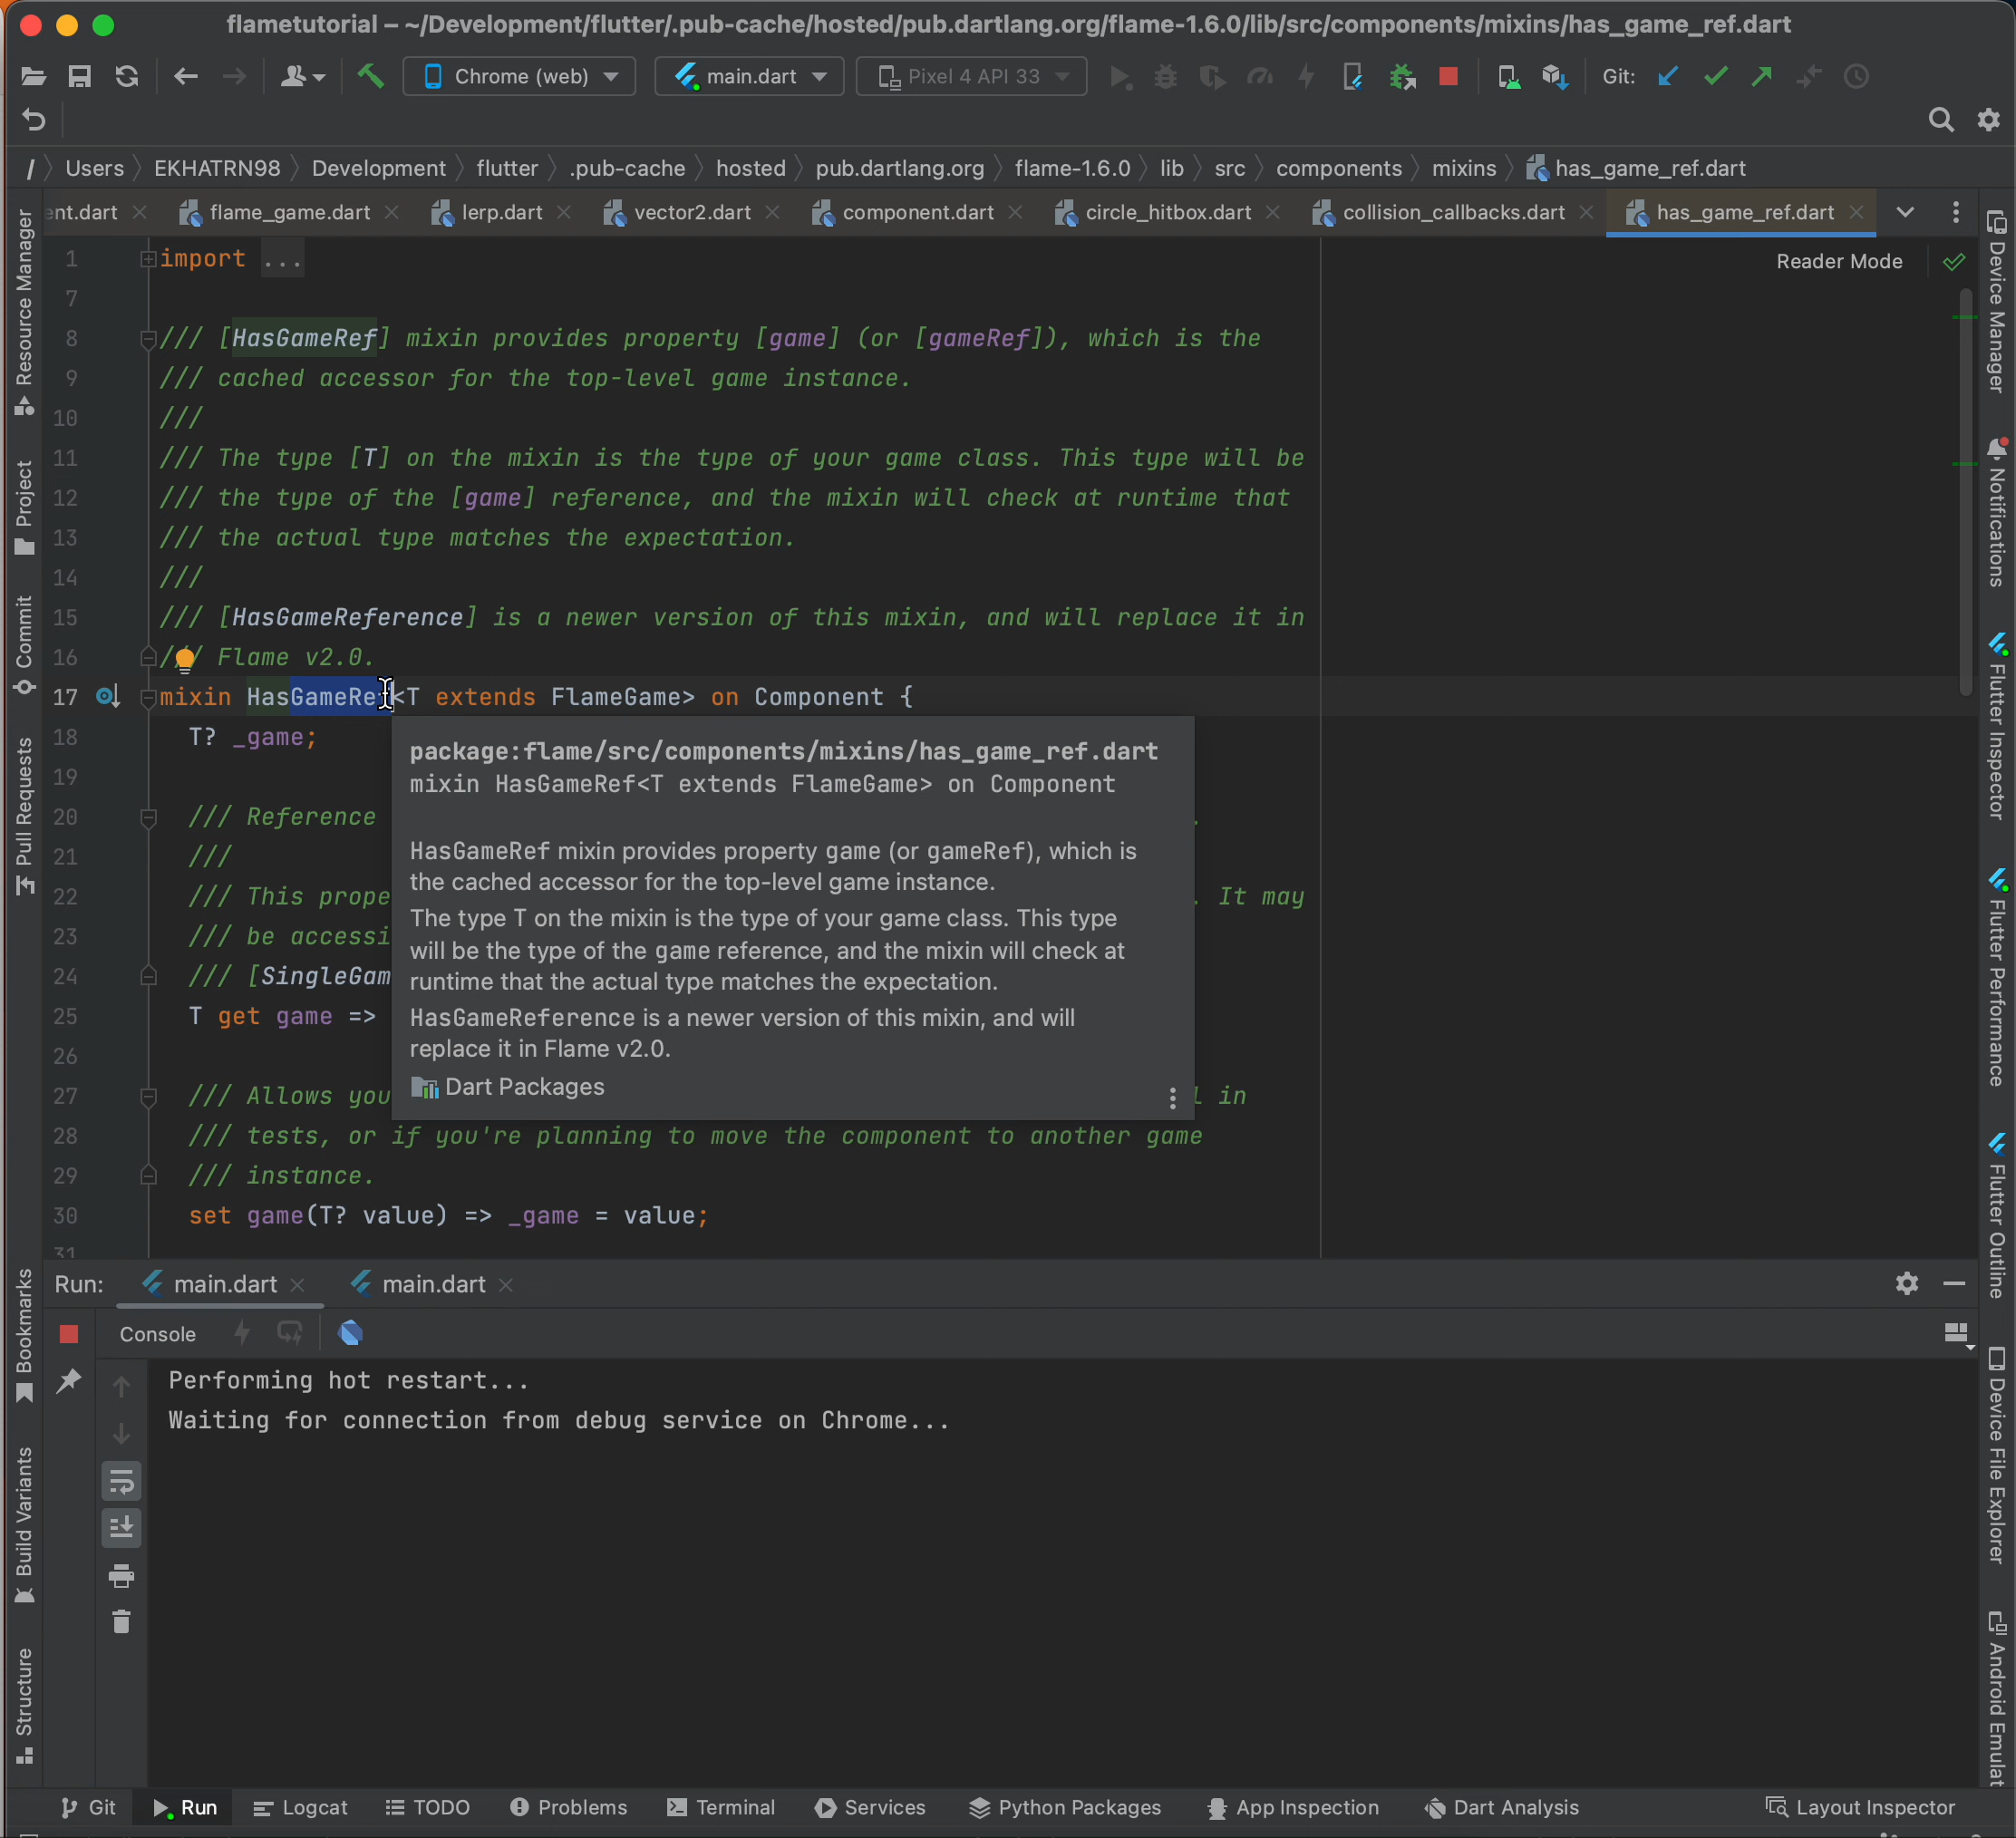 flametutorial – ~/Development/flutter/.pub-cache/hosted/pub.dartlang.org/flame-1.6.0/lib/src/components/mixins/has_game_ref.dart
Chrome (web) main.dart Pixel 4 API 33 Git:
/ Users EKHATRN98 Development flutter .pub-cache hosted pub.dartlang.org flame-1.6.0 lib src components mixins has_game_ref.dart
ent.dart flame_game.dart lerp.dart vector2.dart component.dart circle_hitbox.dart collision_callbacks.dart has_game_ref.dart
Reader Mode
1 import ...
7
8 /// [HasGameRef] mixin provides property [game] (or [gameRef]), which is the
9 /// cached accessor for the top-level game instance.
10 ///
11 /// The type [T] on the mixin is the type of your game class. This type will be
12 /// the type of the [game] reference, and the mixin will check at runtime that
13 /// the actual type matches the expectation.
14 ///
15 /// [HasGameReference] is a newer version of this mixin, and will replace it in
16 /// Flame v2.0.
17 mixin HasGameRef<T extends FlameGame> on Component {
18 T? _game;
19
20 /// Reference .
21 ///
22 /// This prope . It may
23 /// be accessi
24 /// [SingleGam
25 T get game =>
26
27 /// Allows you l in
28 /// tests, or if you're planning to move the component to another game
29 /// instance.
30 set game(T? value) => _game = value;
31
package:flame/src/components/mixins/has_game_ref.dart
mixin HasGameRef<T extends FlameGame> on Component
HasGameRef mixin provides property game (or gameRef), which is
the cached accessor for the top-level game instance.
The type T on the mixin is the type of your game class. This type
will be the type of the game reference, and the mixin will check at
runtime that the actual type matches the expectation.
HasGameReference is a newer version of this mixin, and will
replace it in Flame v2.0.
Dart Packages
Resource Manager
Project
Commit
Pull Requests
Bookmarks
Build Variants
Structure
Device Manager
Notifications
Flutter Inspector
Flutter Performance
Flutter Outline
Device File Explorer
Android Emulat
Run: main.dart main.dart
Console
Performing hot restart...
Waiting for connection from debug service on Chrome...
Git Run Logcat TODO Problems Terminal Services Python Packages App Inspection Dart Analysis Layout Inspector